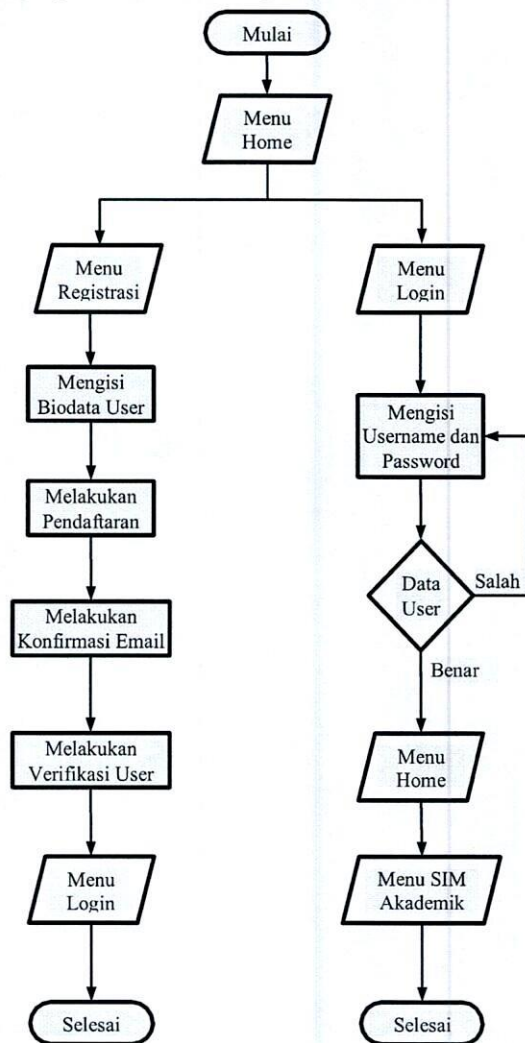 Mulai
Menu
Home
Menu
Registrasi
Mengisi
Biodata User
Melakukan
Pendaftaran
Melakukan
Konfirmasi Email
Melakukan
Verifikasi User
Menu
Login
Selesai
Menu
Login
Mengisi
Username dan
Password
Data
User
Salah
Benar
Menu
Home
Menu SIM
Akademik
Selesai